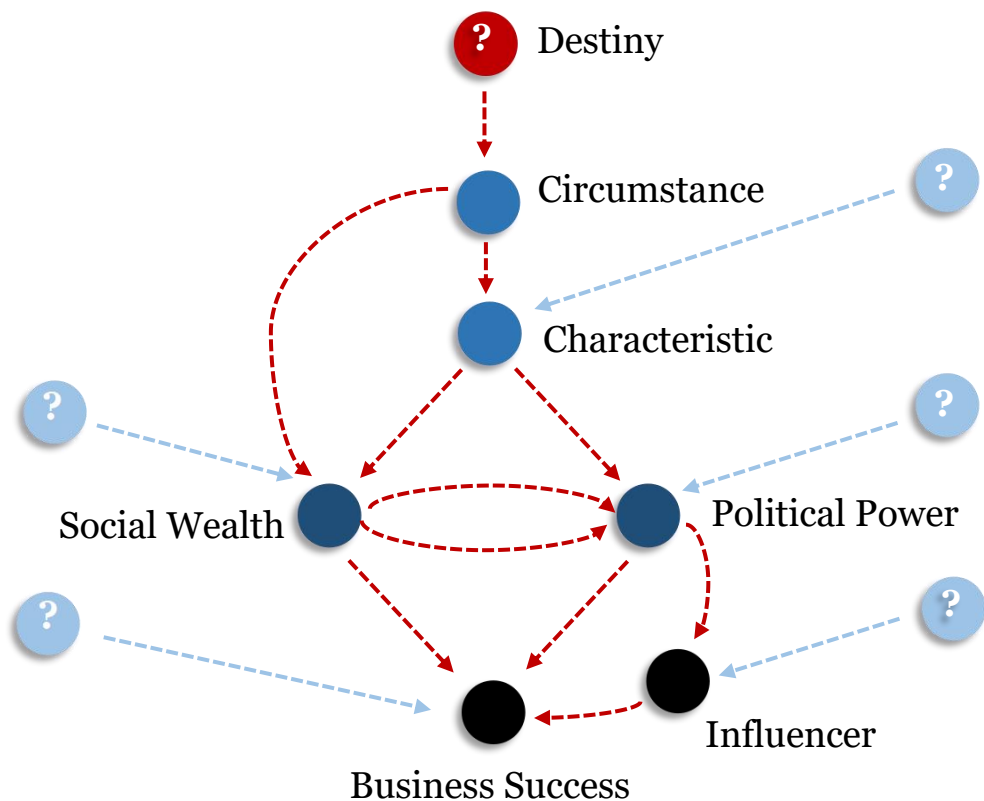 ? Destiny
?
Circumstance
Characteristic
?
?
Social Wealth
Political Power
?
?
Influencer
Business Success